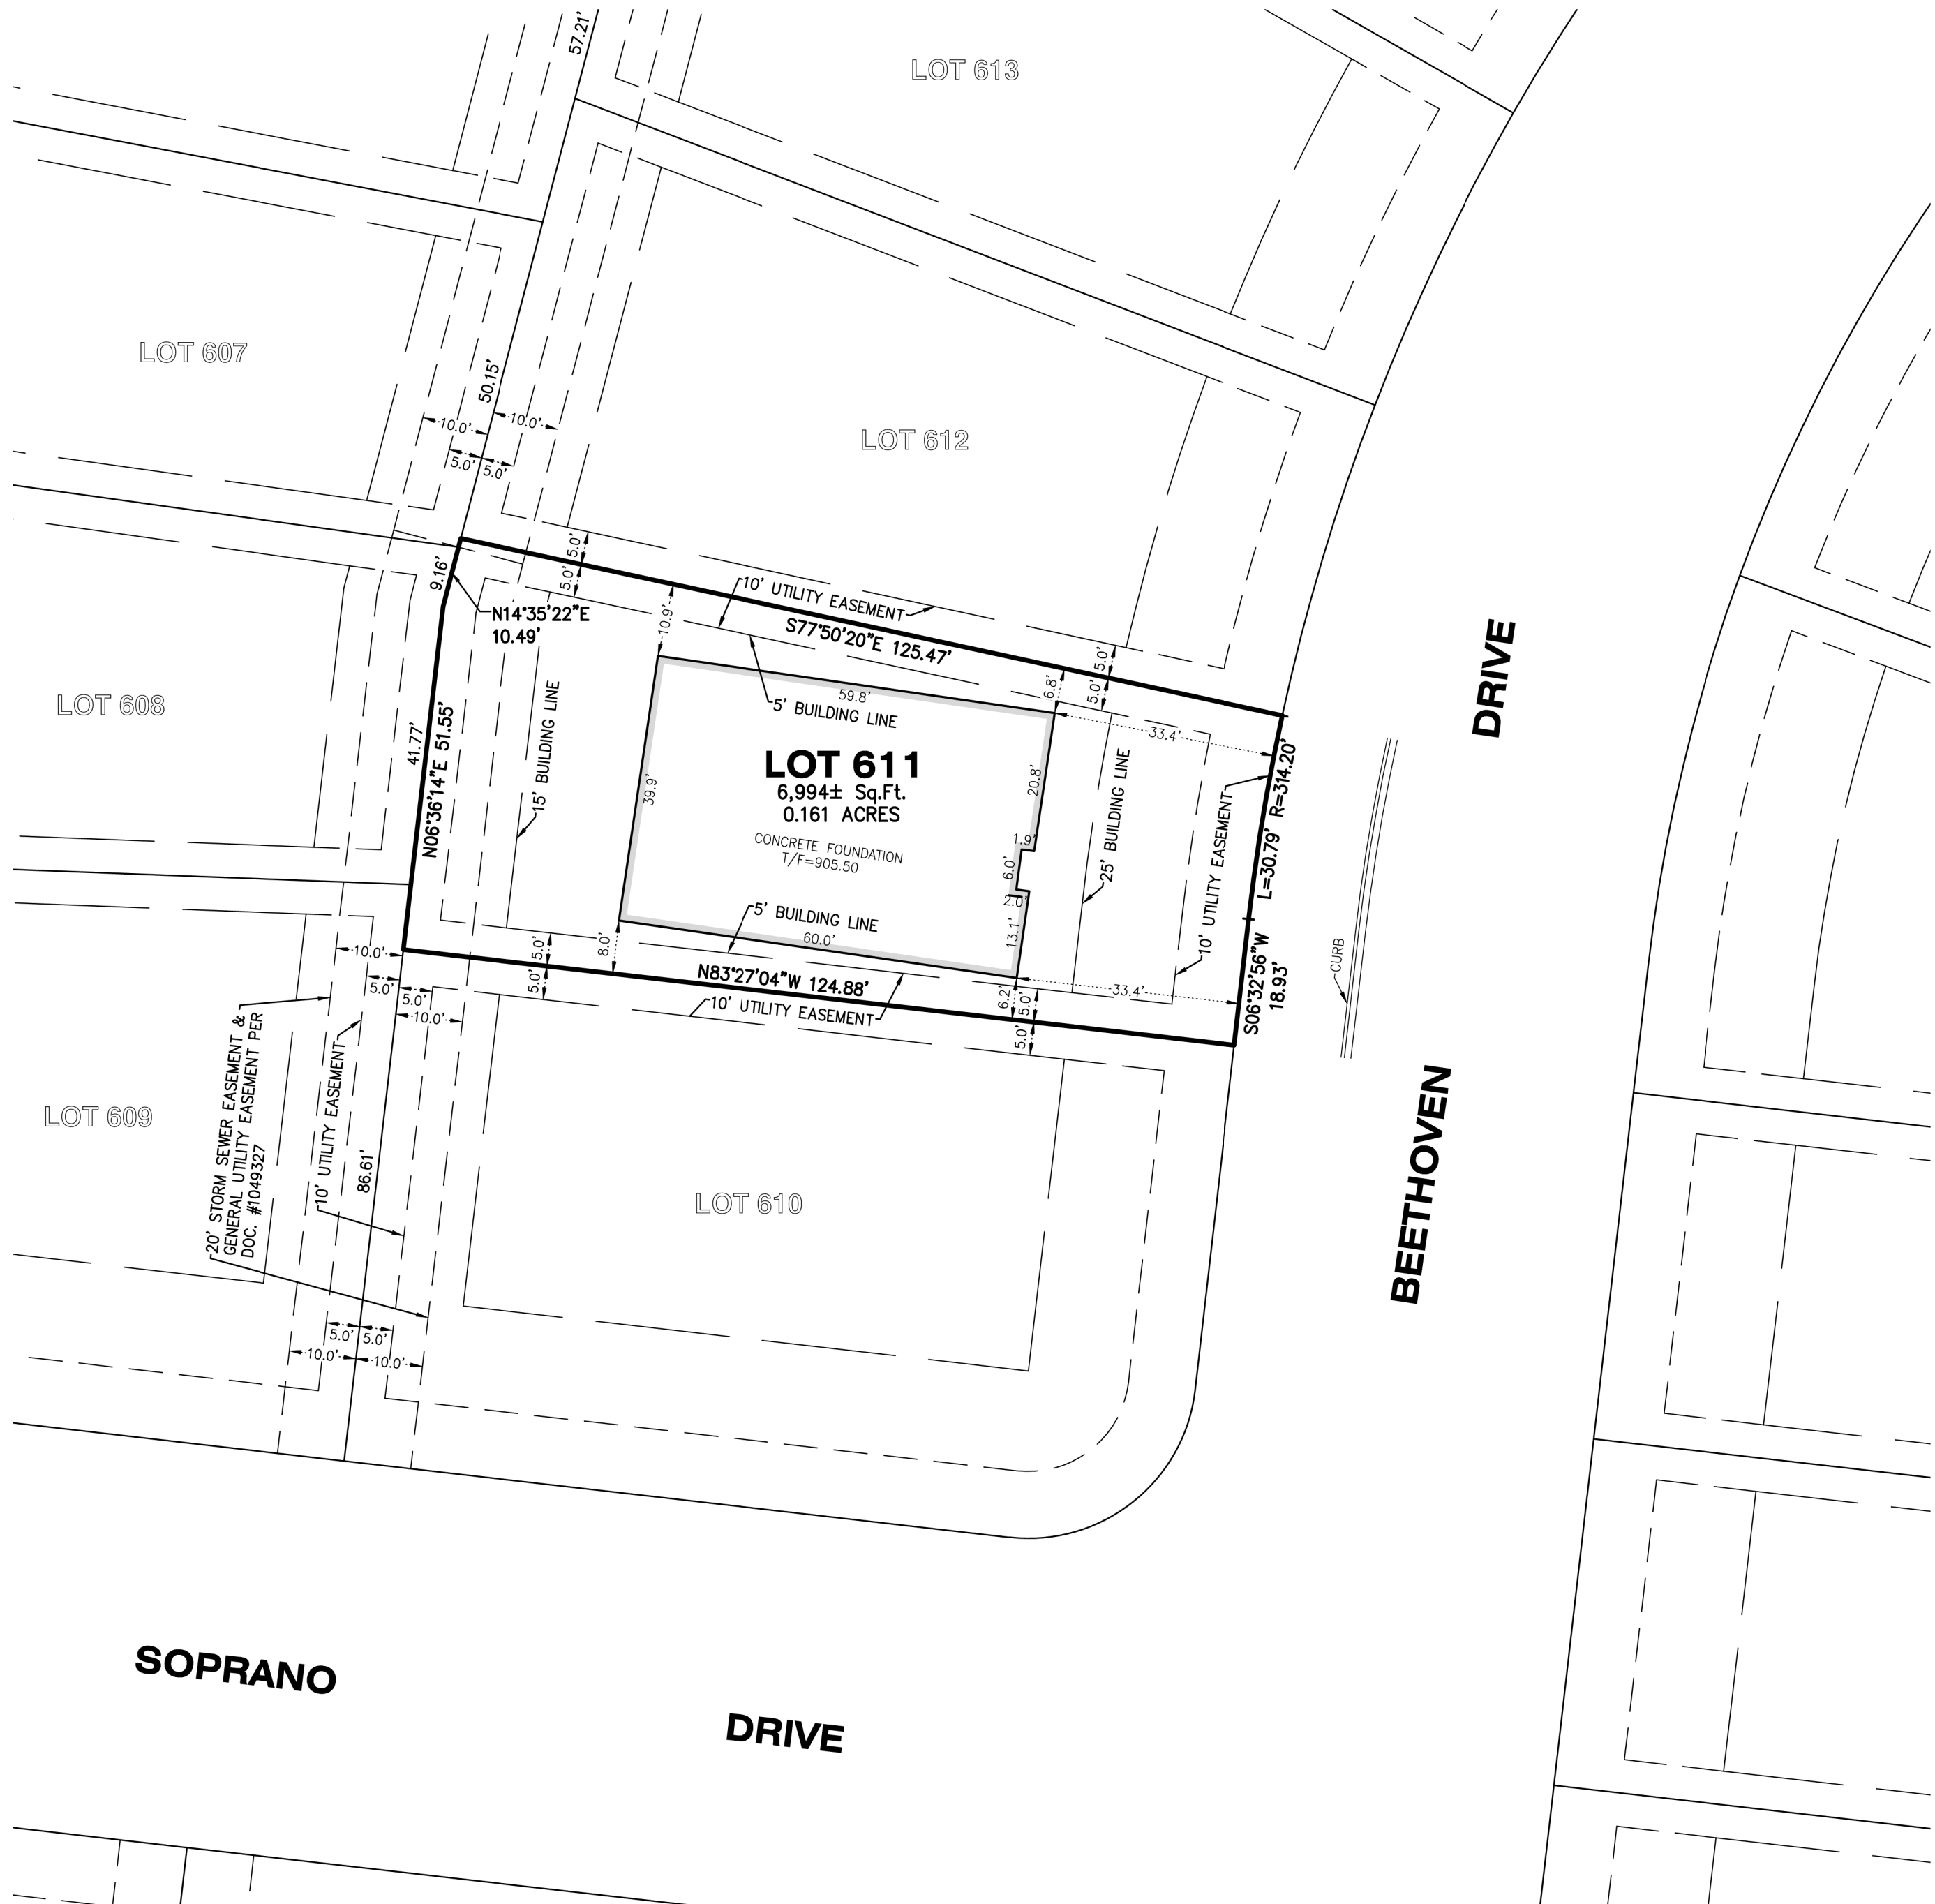 57.21'
LOT 613
LOT 607
50.15'
10.0'
10.0'
5.0'
5.0'
LOT 612
5.0'
5.0'
9.16'
N14°35'22"E
10.49'
10' UTILITY EASEMENT
S77°50'20"E 125.47'
10.9'
5.0'
5.0'
6.8'
DRIVE
LOT 608
41.77'
N06°36'14"E 51.55'
15' BUILDING LINE
59.8'
5' BUILDING LINE
33.4'
39.9'
LOT 611
6,994± Sq.Ft.
0.161 ACRES
CONCRETE FOUNDATION
T/F=905.50
20.8'
1.9'
6.0'
2.0'
13.1'
25' BUILDING LINE
10' UTILITY EASEMENT
L=30.79' R=314.20'
5' BUILDING LINE
60.0'
8.0'
5.0'
5.0'
N83°27'04"W 124.88'
10' UTILITY EASEMENT
33.4'
6.2'
5.0'
5.0'
S06°32'56"W
18.93'
CURB
10.0'
5.0'
5.0'
10.0'
20' STORM SEWER EASEMENT &
GENERAL UTILITY EASEMENT PER
DOC. #1049327
10' UTILITY EASEMENT
86.61'
LOT 609
LOT 610
BEETHOVEN
5.0'
5.0'
10.0'
10.0'
SOPRANO
DRIVE